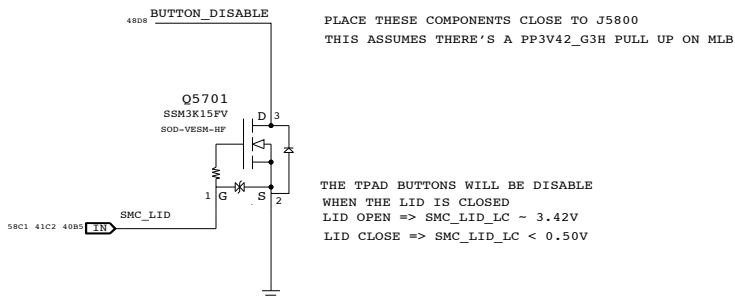 BUTTON_DISABLE
48D8
PLACE THESE COMPONENTS CLOSE TO J5800
THIS ASSUMES THERE'S A PP3V42_G3H PULL UP ON MLB
Q5701
SSM3K15FV
SOD-VESM-HF
D 3
1 G S 2
SMC_LID
58C1 41C2 40B5 IN
THE TPAD BUTTONS WILL BE DISABLE
WHEN THE LID IS CLOSED
LID OPEN => SMC_LID_LC ~ 3.42V
LID CLOSE => SMC_LID_LC < 0.50V